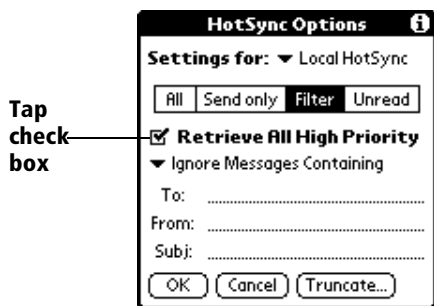 HotSync Options
Settings for: Local HotSync
All Send only Filter Unread
Tap
check
box
Retrieve All High Priority
Ignore Messages Containing
To:
From:
Subj:
OK Cancel Truncate...